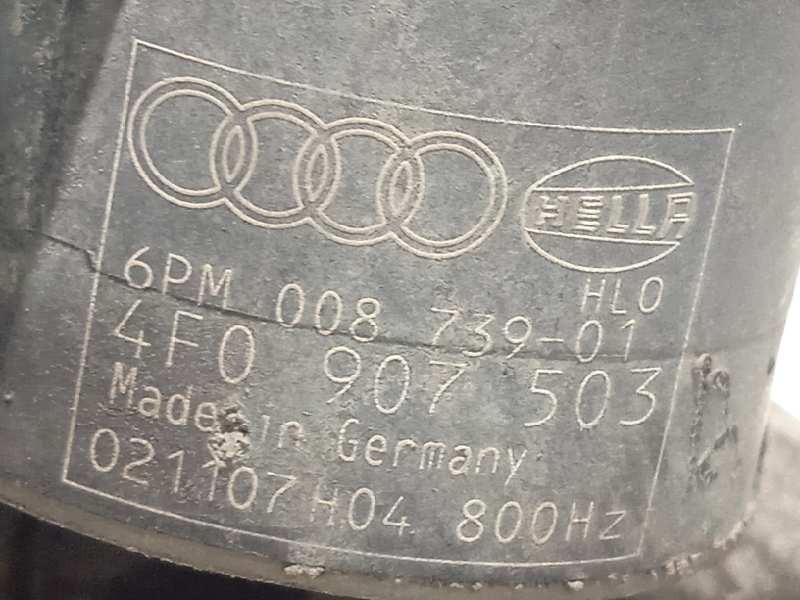 HELLA
HLO
6PM 008 739-01
4F0 907 503
Made in Germany
021107 H04 800Hz